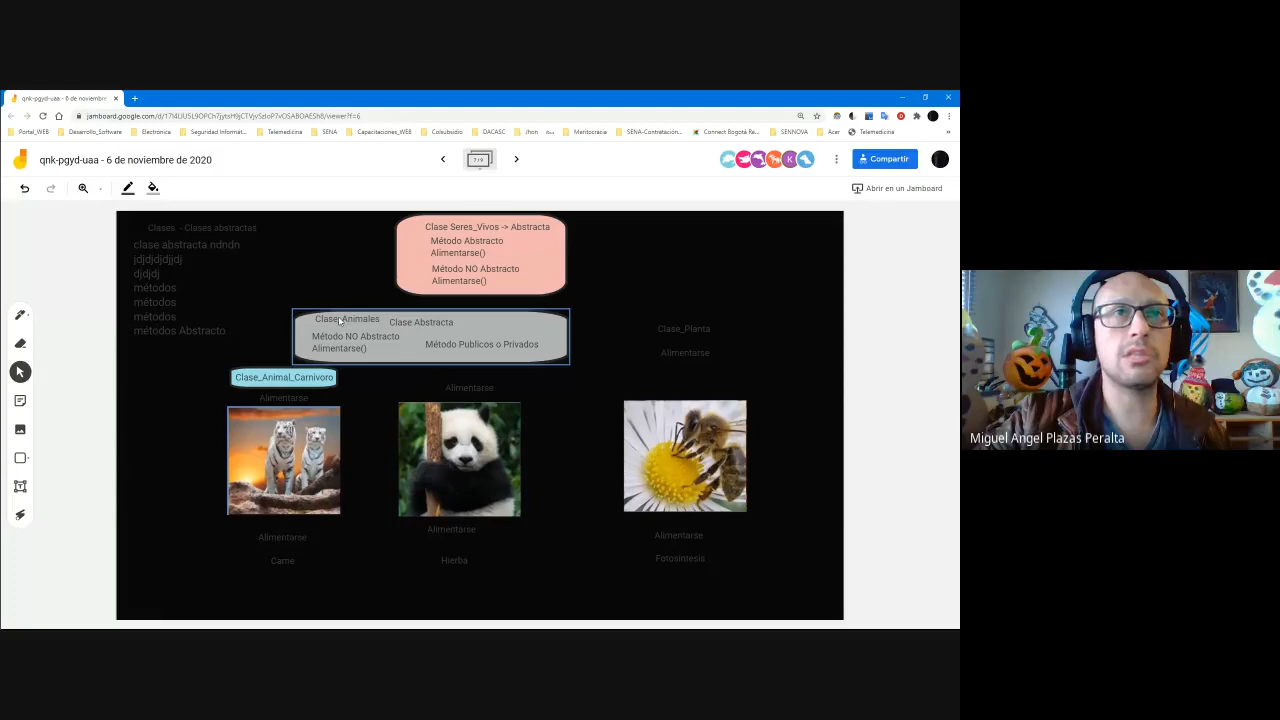 qnk-pgyd-uaa - 6 de noviembre
jamboard.google.com/d/
viewer?f=6
Portal_WEB
Desarrollo_Software
Electrónica
Seguridad Informát...
Telemedicina
SENA
Capacitaciones_WEB
Colsubsidio
DACASC
Jhon
Meritocracia
SENA-Contratación...
Connect Bogotá Re...
SENNOVA
Acer
Telemedicina
qnk-pgyd-uaa - 6 de noviembre de 2020
7 / 9
K
Compartir
Abrir en un Jamboard
Clases - Clases abstractas
clase abstracta ndndn
jdjdjdjdjjdj
djdjdj
métodos
métodos
métodos
métodos Abstracto
Clase Seres_Vivos -> Abstracta
Método Abstracto
Alimentarse()
Método NO Abstracto
Alimentarse()
Clase_Animales
Clase Abstracta
Método NO Abstracto
Alimentarse()
Método Publicos o Privados
Clase_Planta
Alimentarse
Clase_Animal_Carnivoro
Alimentarse
Alimentarse
Alimentarse
Carne
Alimentarse
Hierba
Alimentarse
Fotosintesis
Miguel Angel Plazas Peralta